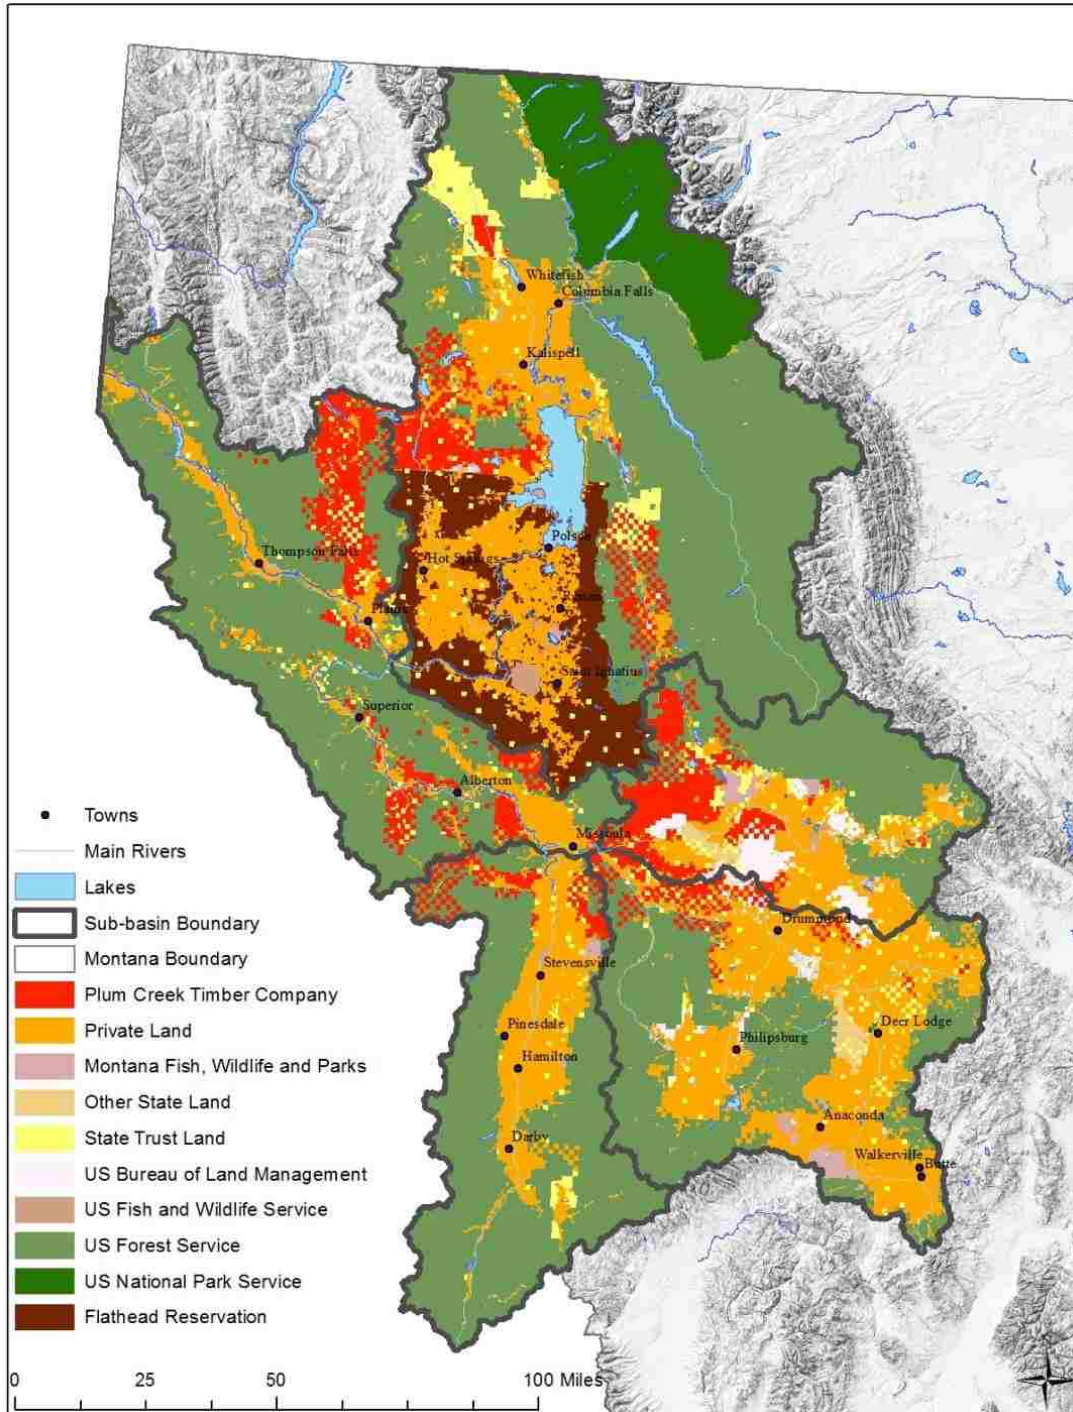 Whitefish
Columbia Falls
Kalispell
Polson
Thompson Falls
Hot Springs
Ronan
Plains
Saint Ignatius
Superior
Alberton
Missoula
Drummond
Stevensville
Pinesdale
Deer Lodge
Philipsburg
Hamilton
Anaconda
Darby
Walkerville
Butte
Towns
Main Rivers
Lakes
Sub-basin Boundary
Montana Boundary
Plum Creek Timber Company
Private Land
Montana Fish, Wildlife and Parks
Other State Land
State Trust Land
US Bureau of Land Management
US Fish and Wildlife Service
US Forest Service
US National Park Service
Flathead Reservation
0 25 50 100 Miles